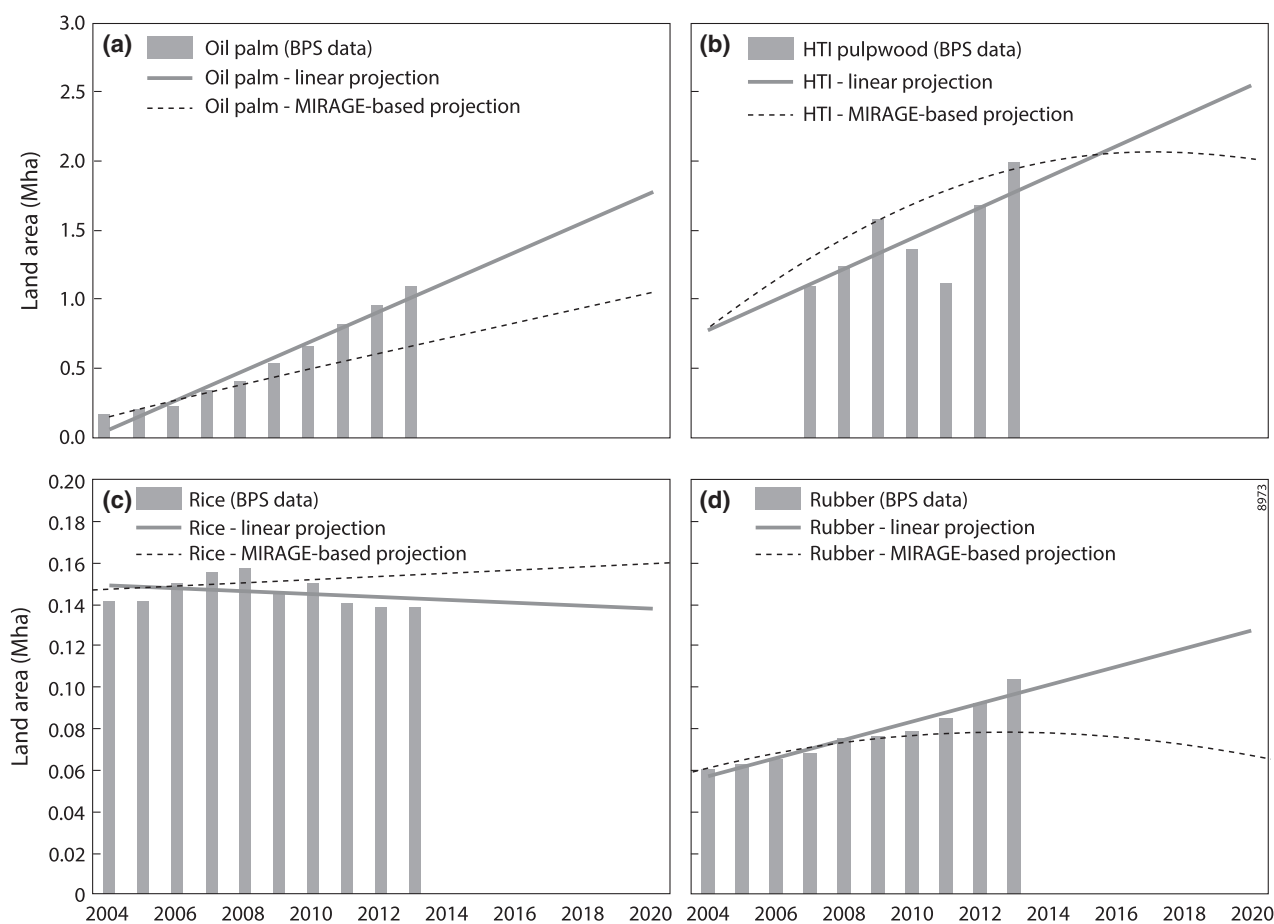 3.0
2.5
2.0
1.5
1.0
0.5
0.0
Land area (Mha)
(a)
Oil palm (BPS data)
Oil palm - linear projection
Oil palm - MIRAGE-based projection
(b)
HTI pulpwood (BPS data)
HTI - linear projection
HTI - MIRAGE-based projection
0.20
0.18
0.16
0.14
0.12
0.10
0.08
0.06
0.04
0.02
0
Land area (Mha)
(c)
Rice (BPS data)
Rice - linear projection
Rice - MIRAGE-based projection
2004 2006 2008 2010 2012 2014 2016 2018 2020
(d)
Rubber (BPS data)
Rubber - linear projection
Rubber - MIRAGE-based projection
8973
2004 2006 2008 2010 2012 2014 2016 2018 2020